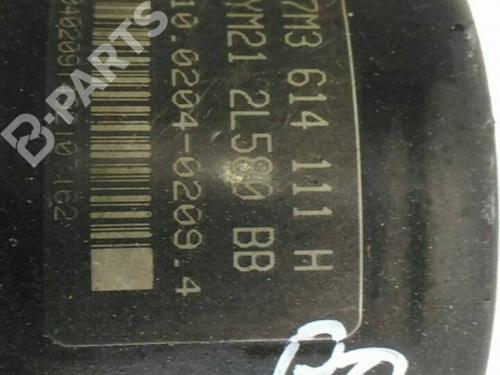 7M3 614 111 H
YM21 2L580 BB
10.0204-0209.4
B-PARTS